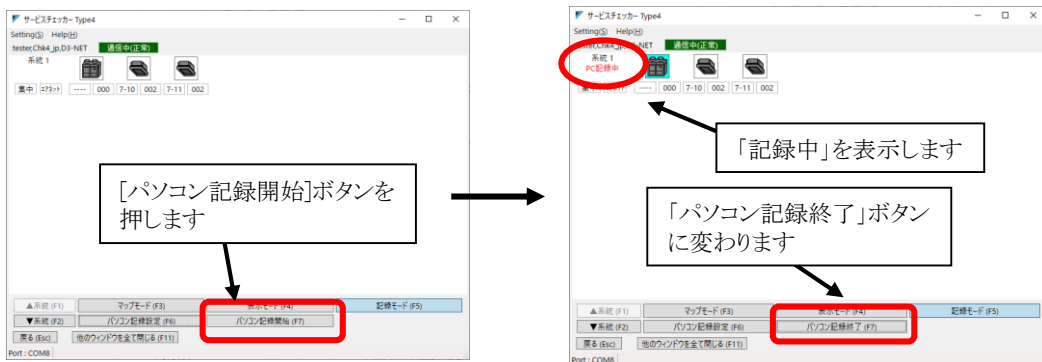 サービスチェッカー Type4
Setting(S) Help(H)
tester,Chk4_jp,D3-NET 通信中(正常)
系統 1
集中 エアネット ---- 000 7-10 002 7-11 002
[パソコン記録開始]ボタンを
押します
▲系統 (F1) マップモード (F3) 表示モード (F4) 記録モード (F5)
▼系統 (F2) パソコン記録設定 (F6) パソコン記録開始 (F7)
戻る (Esc) 他のウィンドウを全て閉じる (F11)
Port : COM8
サービスチェッカー Type4
Setting(S) Help(H)
tester,Chk4_jp, NET 通信中(正常)
系統 1
PC記録中
---- 000 7-10 002 7-11 002
「記録中」を表示します
「パソコン記録終了」ボタン
に変わります
▲系統 (F1) マップモード (F3) 表示モード (F4) 記録モード (F5)
▼系統 (F2) パソコン記録設定 (F6) パソコン記録終了 (F7)
戻る (Esc) 他のウィンドウを全て閉じる (F11)
Port : COM8